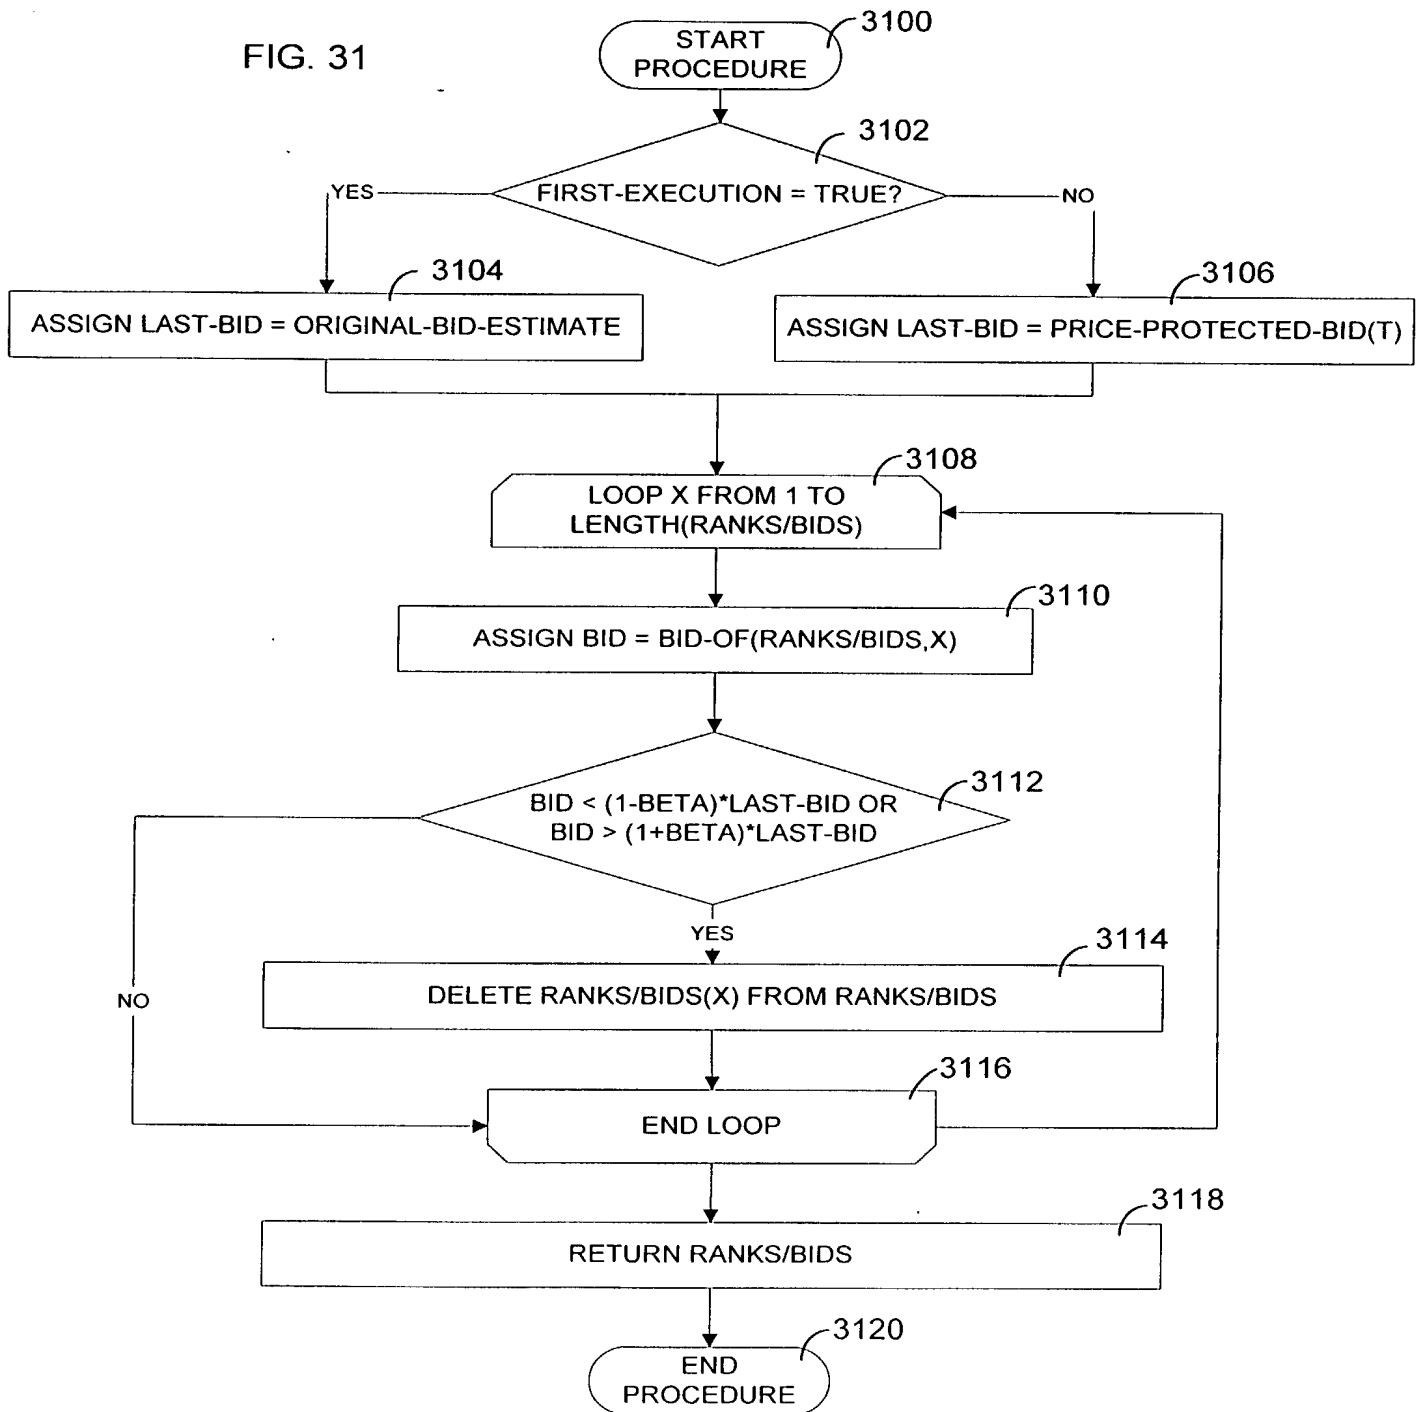 FIG. 31
START
PROCEDURE
3100
3102
FIRST-EXECUTION = TRUE?
YES
NO
3104
ASSIGN LAST-BID = ORIGINAL-BID-ESTIMATE
3106
ASSIGN LAST-BID = PRICE-PROTECTED-BID(T)
3108
LOOP X FROM 1 TO
LENGTH(RANKS/BIDS)
3110
ASSIGN BID = BID-OF(RANKS/BIDS,X)
3112
BID < (1-BETA)*LAST-BID OR
BID > (1+BETA)*LAST-BID
YES
NO
3114
DELETE RANKS/BIDS(X) FROM RANKS/BIDS
3116
END LOOP
3118
RETURN RANKS/BIDS
3120
END
PROCEDURE